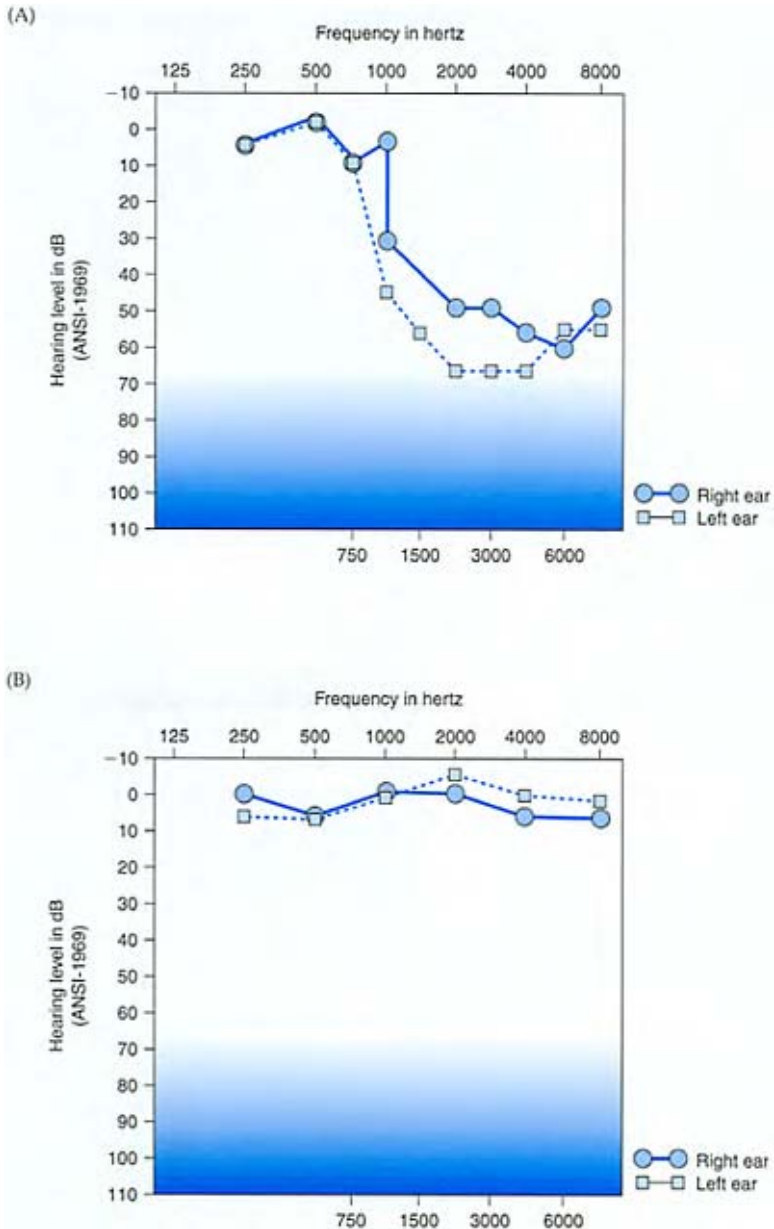 (A)
Frequency in hertz
125 250 500 1000 2000 4000 8000
−10
0
10
20
30
40
50
60
70
80
90
100
110
Hearing level in dB
(ANSI-1969)
750 1500 3000 6000
Right ear
Left ear
(B)
Frequency in hertz
125 250 500 1000 2000 4000 8000
−10
0
10
20
30
40
50
60
70
80
90
100
110
Hearing level in dB
(ANSI-1969)
750 1500 3000 6000
Right ear
Left ear